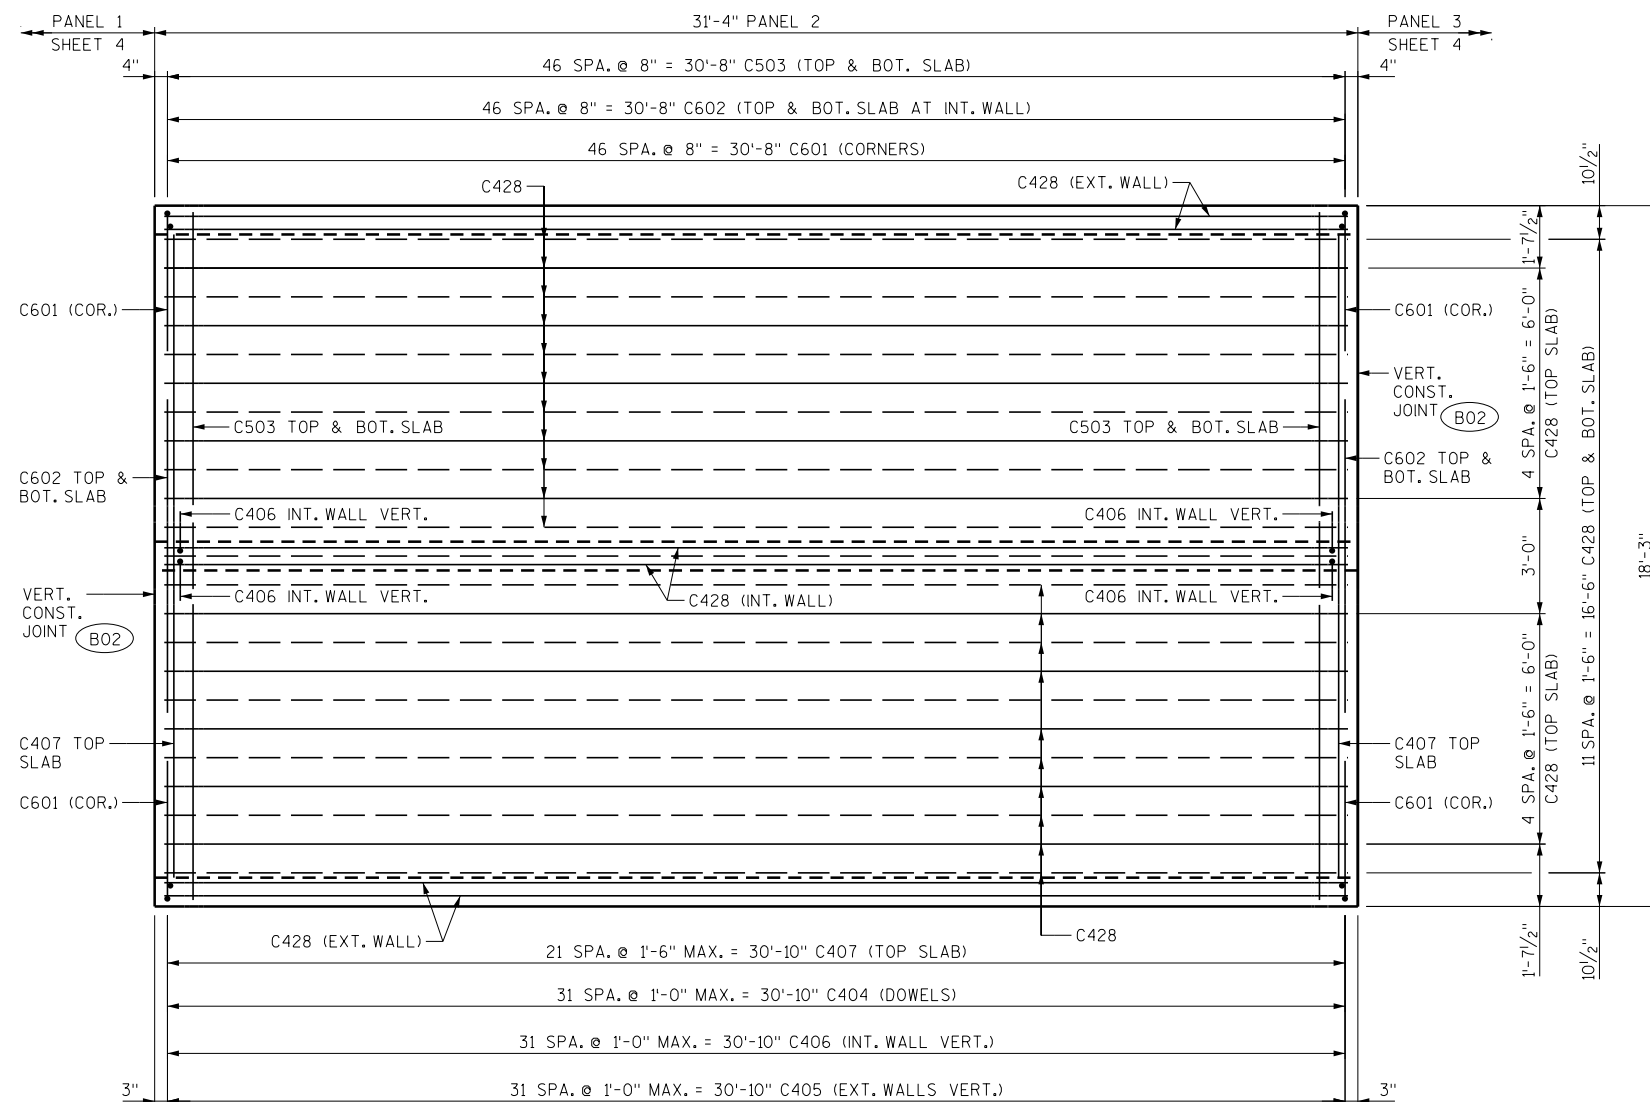 PANEL 1
SHEET 4
31'-4" PANEL 2
PANEL 3
SHEET 4
4"
46 SPA. @ 8" = 30'-8" C503 (TOP & BOT. SLAB)
4"
46 SPA. @ 8" = 30'-8" C602 (TOP & BOT. SLAB AT INT. WALL)
46 SPA. @ 8" = 30'-8" C601 (CORNERS)
C428
C428 (EXT. WALL)
C601 (COR.)
C601 (COR.)
VERT.
CONST.
JOINT
B02
C503 TOP & BOT. SLAB
C503 TOP & BOT. SLAB
C602 TOP &
BOT. SLAB
C602 TOP &
BOT. SLAB
C406 INT. WALL VERT.
C406 INT. WALL VERT.
C406 INT. WALL VERT.
C406 INT. WALL VERT.
C428 (INT. WALL)
VERT.
CONST.
JOINT
B02
C407 TOP
SLAB
C407 TOP
SLAB
C601 (COR.)
C601 (COR.)
C428 (EXT. WALL)
C428
10 1/2"
1'-7 1/2"
4 SPA. @ 1'-6" = 6'-0"
C428 (TOP SLAB)
3'-0"
11 SPA. @ 1'-6" = 16'-6" C428 (TOP & BOT. SLAB)
18'-3"
4 SPA. @ 1'-6" = 6'-0"
C428 (TOP SLAB)
1'-7 1/2"
10 1/2"
21 SPA. @ 1'-6" MAX. = 30'-10" C407 (TOP SLAB)
31 SPA. @ 1'-0" MAX. = 30'-10" C404 (DOWELS)
31 SPA. @ 1'-0" MAX. = 30'-10" C406 (INT. WALL VERT.)
3"
31 SPA. @ 1'-0" MAX. = 30'-10" C405 (EXT. WALLS VERT.)
3"